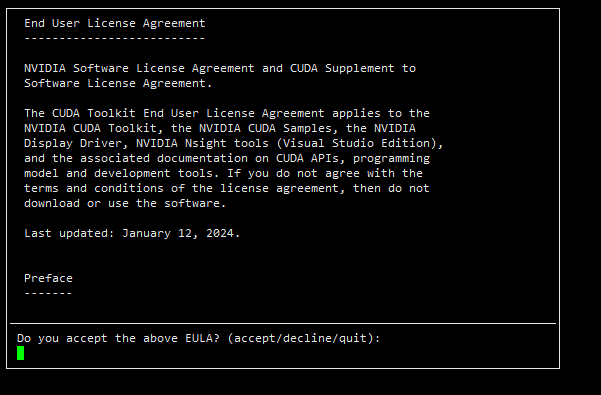 End User License Agreement
--------------------------
NVIDIA Software License Agreement and CUDA Supplement to
Software License Agreement.
The CUDA Toolkit End User License Agreement applies to the
NVIDIA CUDA Toolkit, the NVIDIA CUDA Samples, the NVIDIA
Display Driver, NVIDIA Nsight tools (Visual Studio Edition),
and the associated documentation on CUDA APIs, programming
model and development tools. If you do not agree with the
terms and conditions of the license agreement, then do not
download or use the software.
Last updated: January 12, 2024.
Preface
-------
Do you accept the above EULA? (accept/decline/quit):